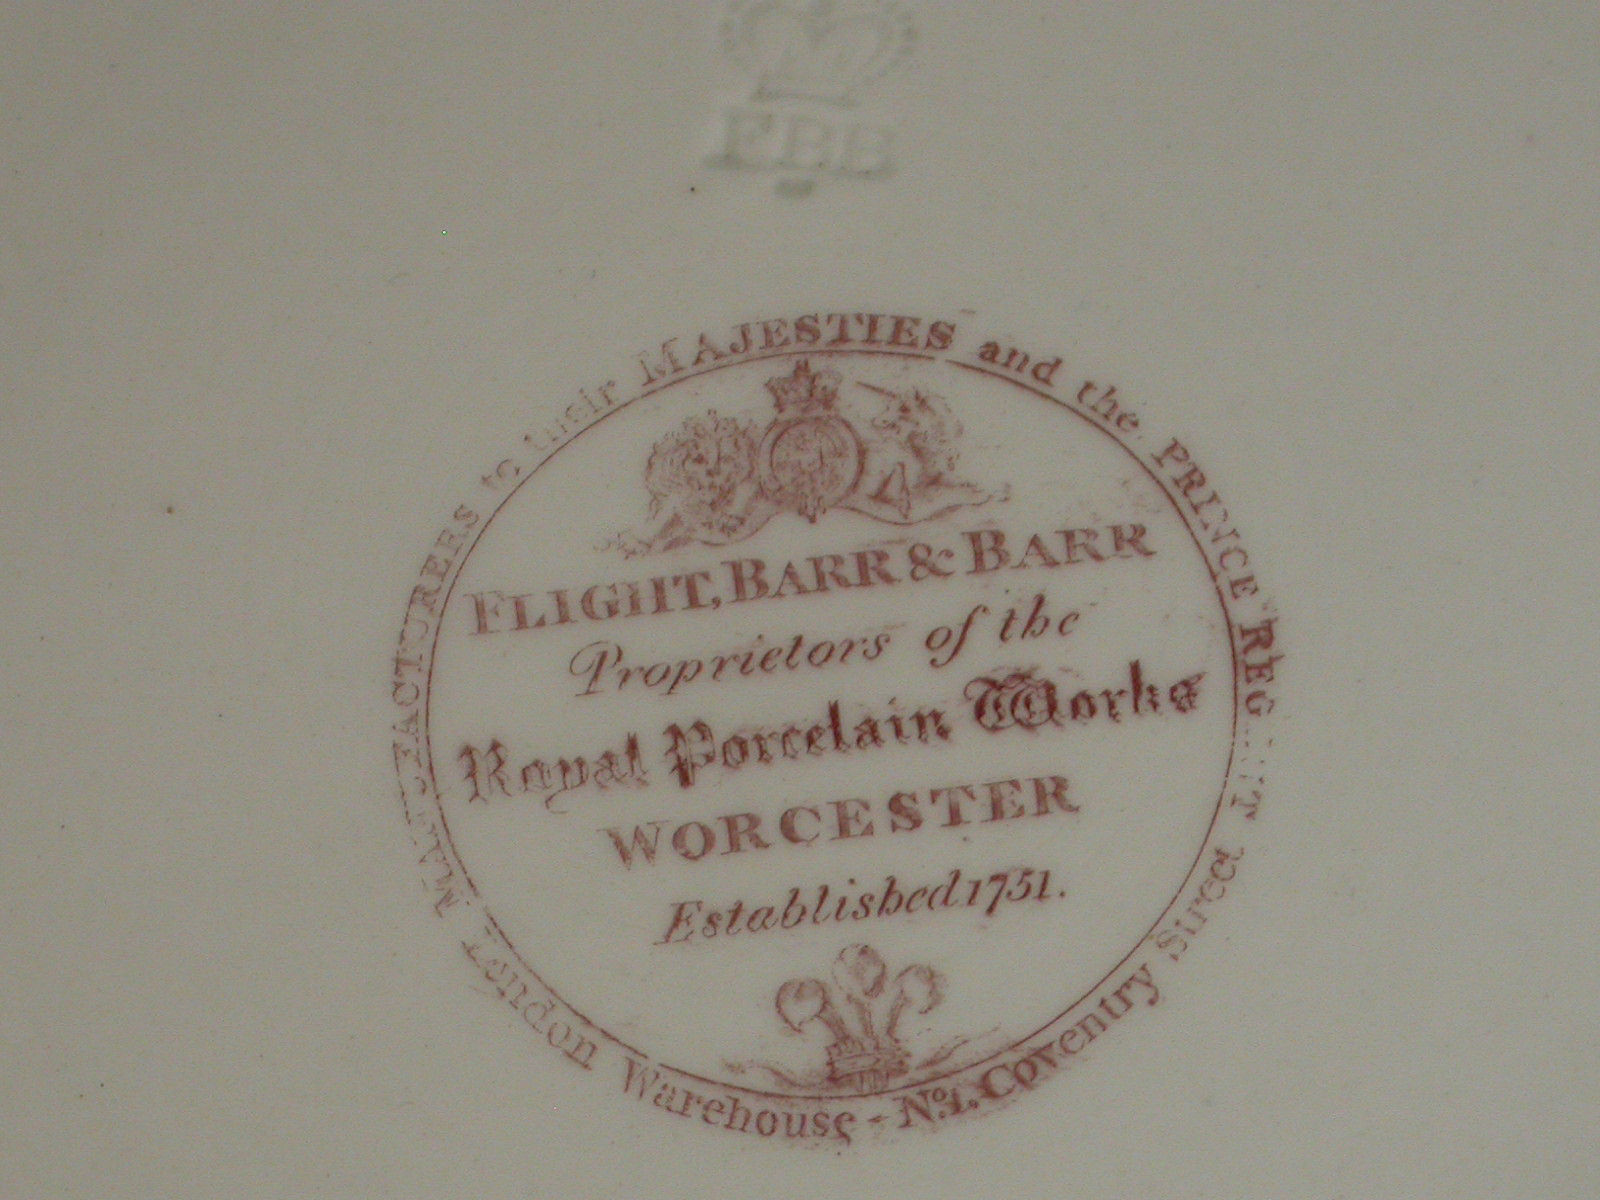 FBB
MANUFACTURERS to their MAJESTIES and the PRINCE REGENT
FLIGHT, BARR & BARR
Proprietors of the
Royal Porcelain Works
WORCESTER
Established 1751.
London Warehouse - No. 1. Coventry Street